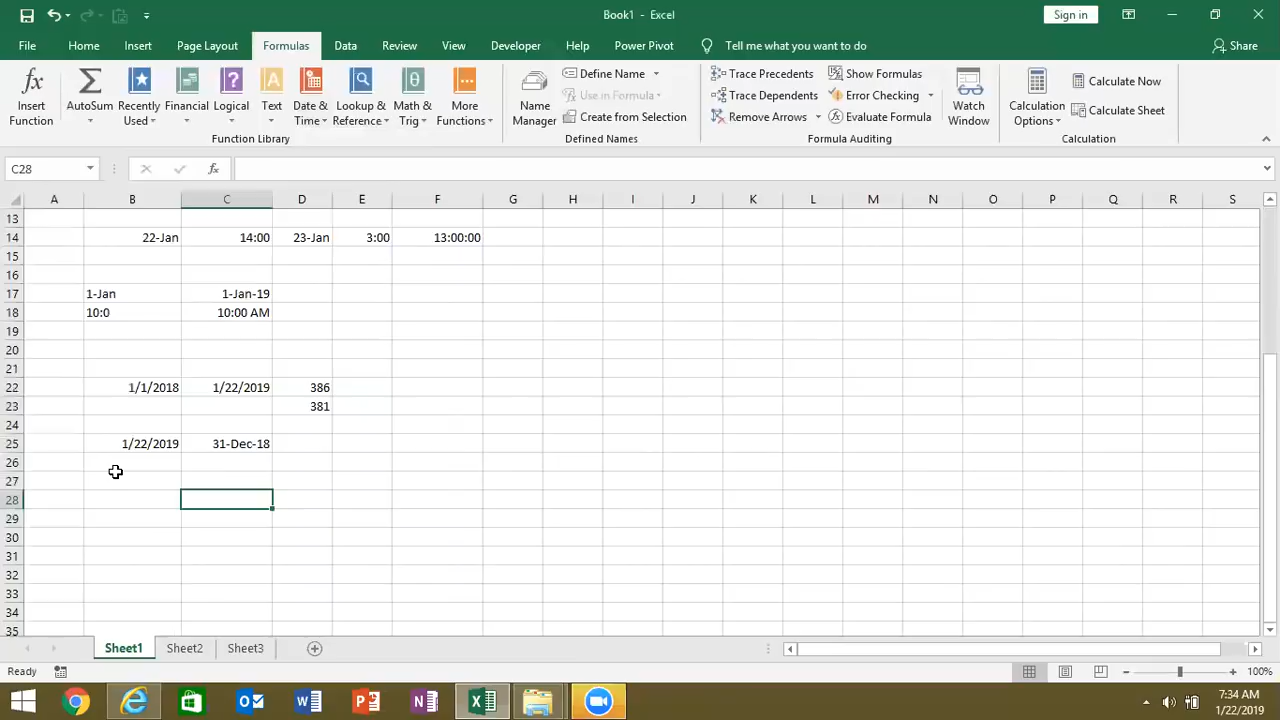 Book1 - Excel
Sign in
File Home Insert Page Layout Formulas Data Review View Developer Help Power Pivot Tell me what you want to do Share
Insert Function
AutoSum
Recently Used
Financial
Logical
Text
Date & Time
Lookup & Reference
Math & Trig
More Functions
Function Library
Name Manager
Define Name
Use in Formula
Create from Selection
Defined Names
Trace Precedents
Trace Dependents
Remove Arrows
Show Formulas
Error Checking
Evaluate Formula
Formula Auditing
Watch Window
Calculation Options
Calculate Now
Calculate Sheet
Calculation
C28 fx
A B C D E F G H I J K L M N O P Q R S
13
14 22-Jan 14:00 23-Jan 3:00 13:00:00
15
16
17 1-Jan 1-Jan-19
18 10:0 10:00 AM
19
20
21
22 1/1/2018 1/22/2019 386
23 381
24
25 1/22/2019 31-Dec-18
26
27
28
29
30
31
32
33
34
35
Sheet1 Sheet2 Sheet3
Ready 100%
7:34 AM
1/22/2019